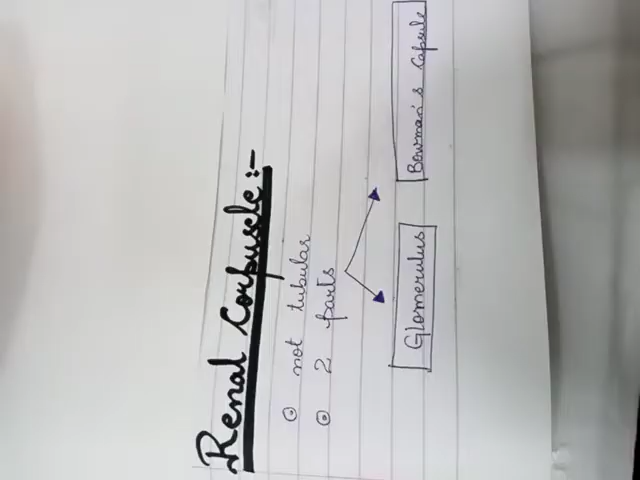 Renal Corpuscle:-
⊙ not tubular
⊙ 2 parts
Glomerulus Bowman's Capsule